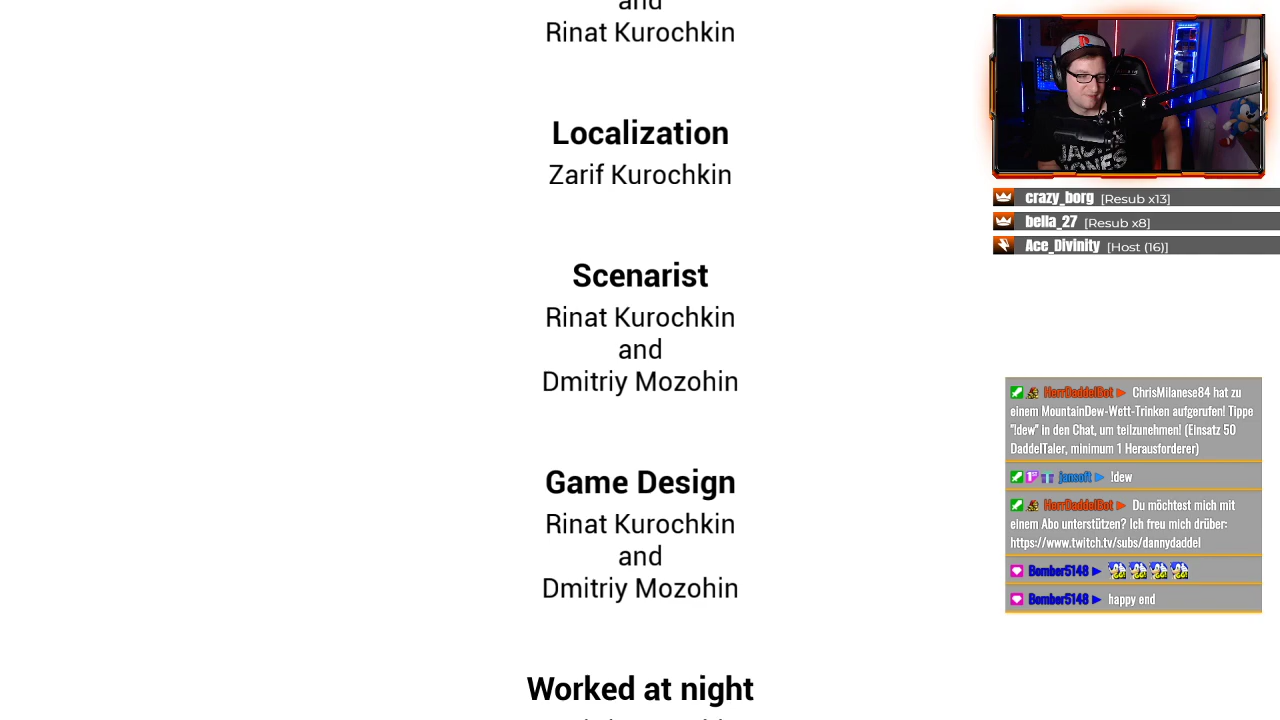 and
Rinat Kurochkin
Localization
Zarif Kurochkin
Scenarist
Rinat Kurochkin
and
Dmitriy Mozohin
Game Design
Rinat Kurochkin
and
Dmitriy Mozohin
Worked at night
crazy_borg [Resub x13]
bella_27 [Resub x8]
Ace_Divinity [Host (16)]
HerrDaddelBot ChrisMilanese84 hat zu
einem MountainDew-Wett-Trinken aufgerufen! Tippe
"!dew" in den Chat, um teilzunehmen! (Einsatz 50
DaddelTaler, minimum 1 Herausforderer)
jansoft !dew
HerrDaddelBot Du möchtest mich mit
einem Abo unterstützen? Ich freu mich drüber:
https://www.twitch.tv/subs/dannydaddel
Bomber5148
Bomber5148 happy end